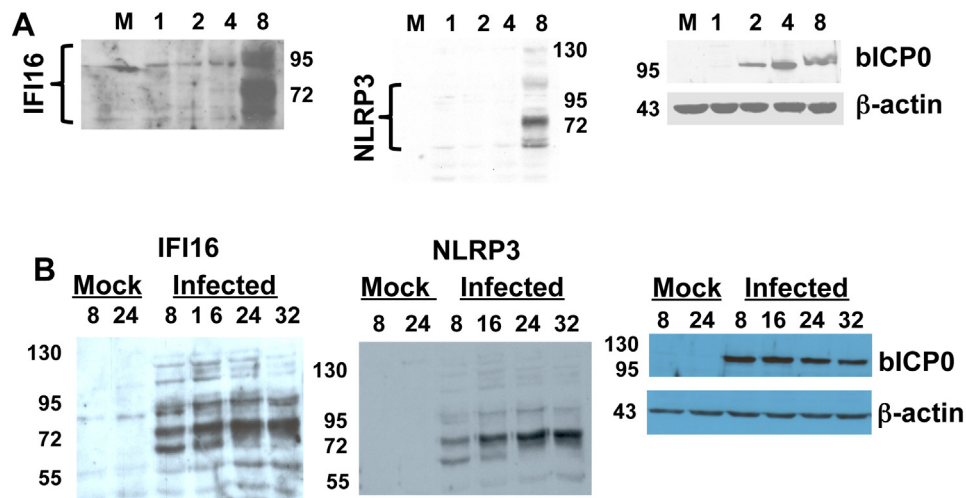 A
M 1 2 4 8
IFI16
95
72
M 1 2 4 8
NLRP3
130
95
72
M 1 2 4 8
95
bICP0
43
β-actin
B
IFI16
Mock Infected
8 24 8 1 6 24 32
130
95
72
55
NLRP3
Mock Infected
8 24 8 16 24 32
130
95
72
55
Mock Infected
8 24 8 16 24 32
130
95
bICP0
43
β-actin